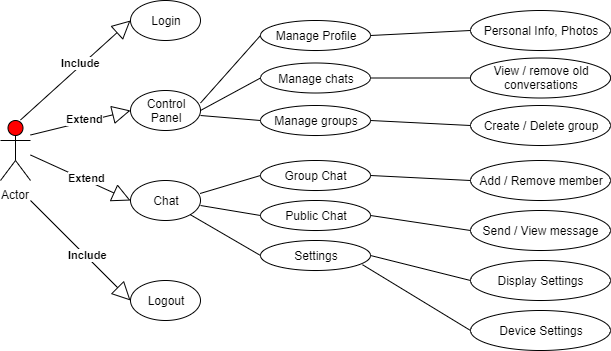 Login
Include
Manage Profile
Personal Info, Photos
Manage chats
View / remove old
conversations
Extend
Control
Panel
Manage groups
Create / Delete group
Actor
Extend
Chat
Group Chat
Add / Remove member
Public Chat
Send / View message
Settings
Display Settings
Device Settings
Include
Logout